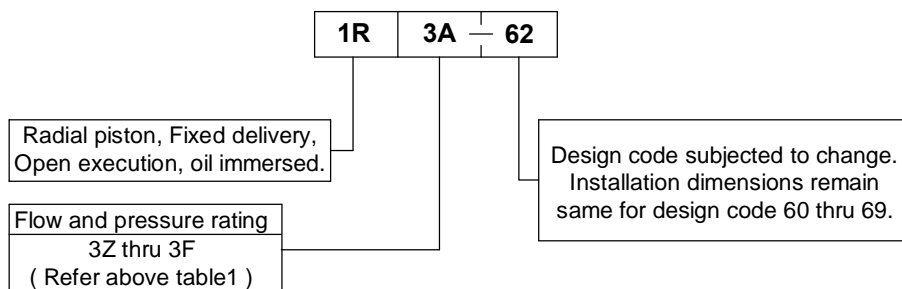 1R 3A — 62
Radial piston, Fixed delivery,
Open execution, oil immersed.
Flow and pressure rating
3Z thru 3F
( Refer above table1 )
Design code subjected to change.
Installation dimensions remain
same for design code 60 thru 69.